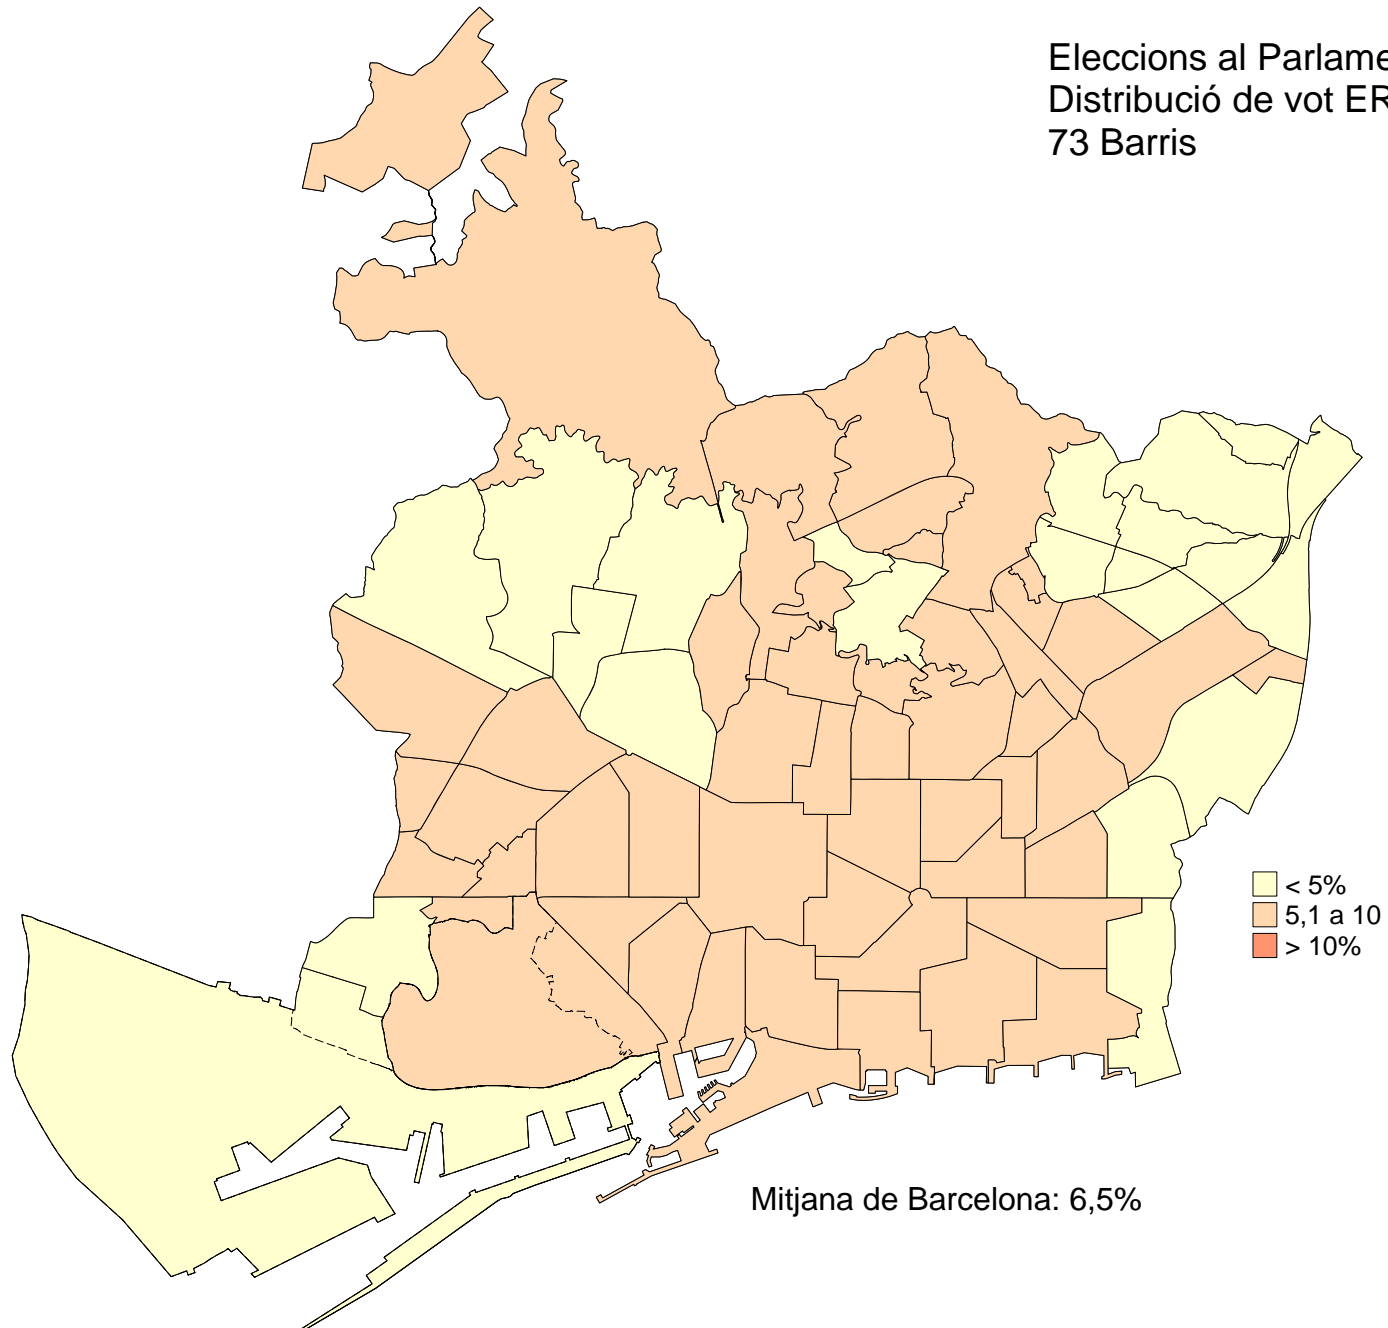 Eleccions al Parlame
Distribució de vot ER
73 Barris
< 5%
5,1 a 10
> 10%
Mitjana de Barcelona: 6,5%